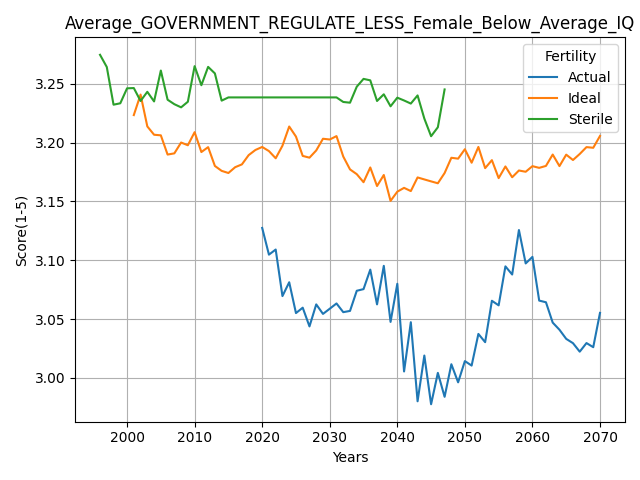 Average_GOVERNMENT_REGULATE_LESS_Female_Below_Average_IQ
Fertility
Actual
Ideal
Sterile
Score(1-5)
3.25
3.20
3.15
3.10
3.05
3.00
2000 2010 2020 2030 2040 2050 2060 2070
Years